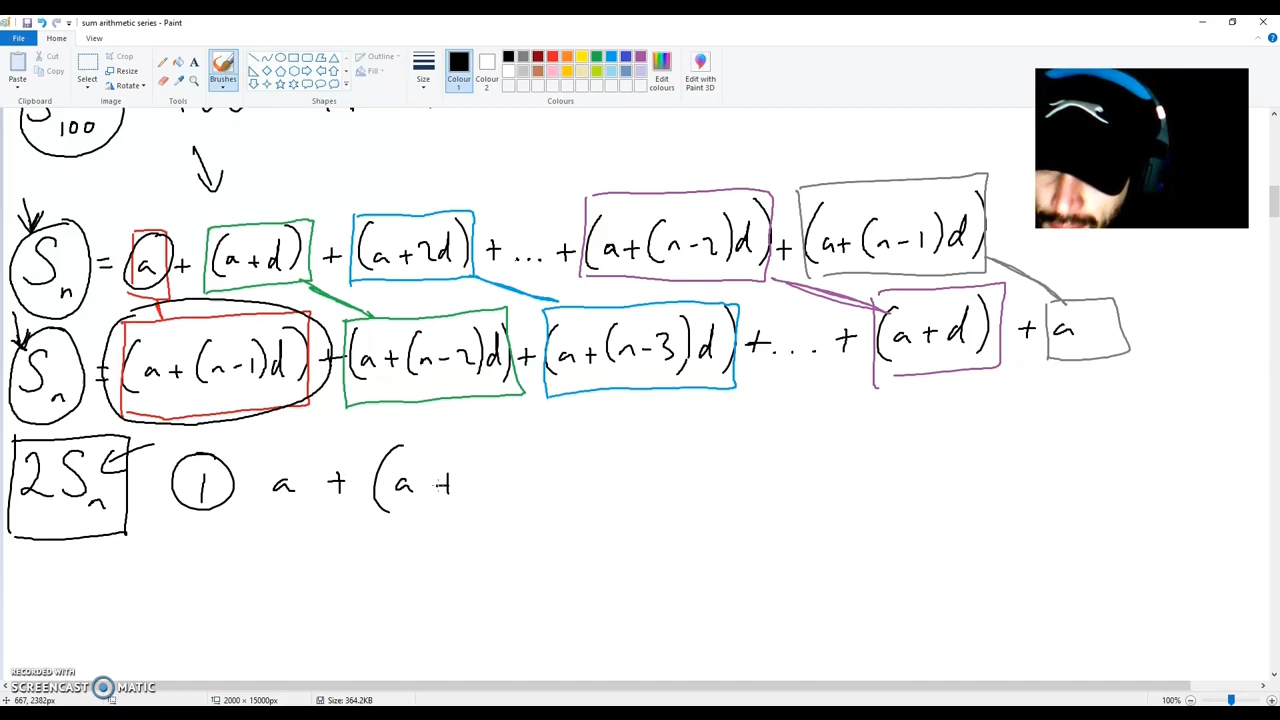 sum arithmetic series - Paint
File Home View
Cut
Copy
Paste
Clipboard
Crop
Resize
Rotate
Select
Image
Tools
Brushes
Outline
Fill
Shapes
Size
Colour 1
Colour 2
Edit colours
Colours
Edit with Paint 3D
S100
Sn = a + (a+d) + (a+2d) + ... + (a+(n-2)d) + (a+(n-1)d)
Sn = (a+(n-1)d) + (a+(n-2)d) + (a+(n-3)d) + ... + (a+d) + a
2Sn 1 a + (a +
RECORDED WITH
SCREENCAST MATIC
667, 2382px 2000 × 15000px Size: 364.2KB 100%